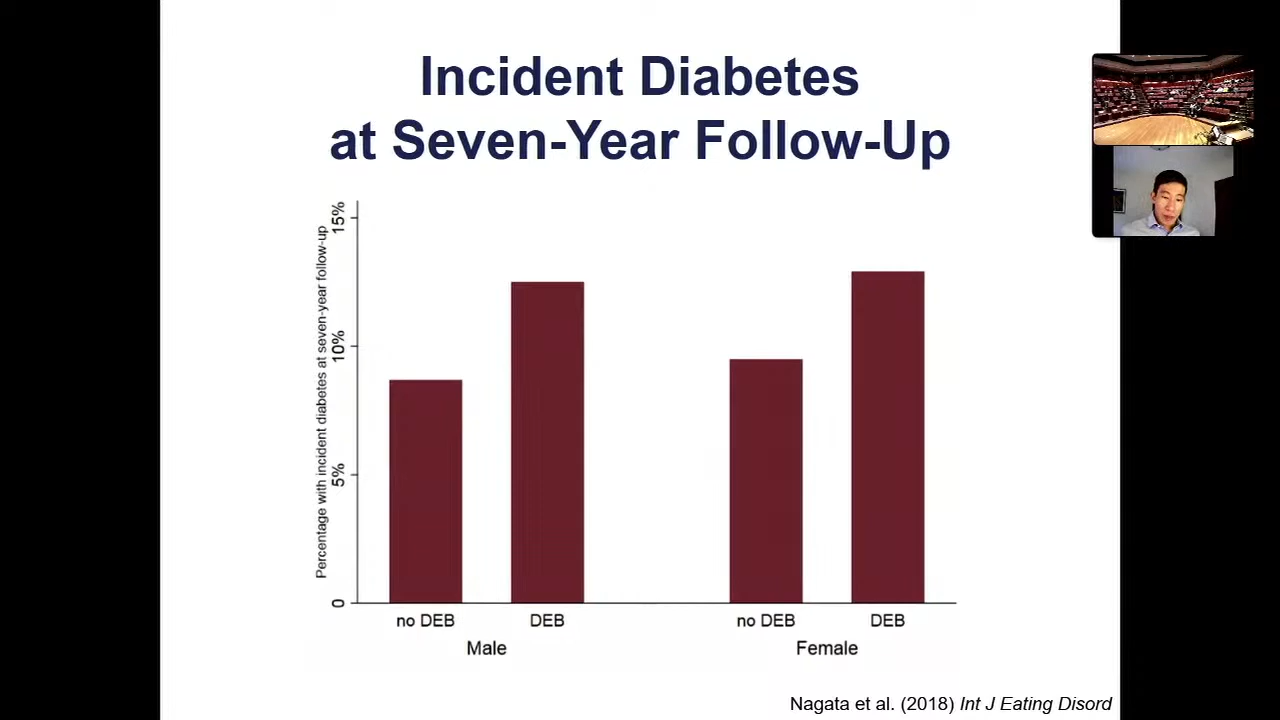 Incident Diabetes
at Seven-Year Follow-Up
Percentage with incident diabetes at seven-year follow-up
15%
10%
5%
0
no DEB
DEB
no DEB
DEB
Male
Female
Nagata et al. (2018) Int J Eating Disord